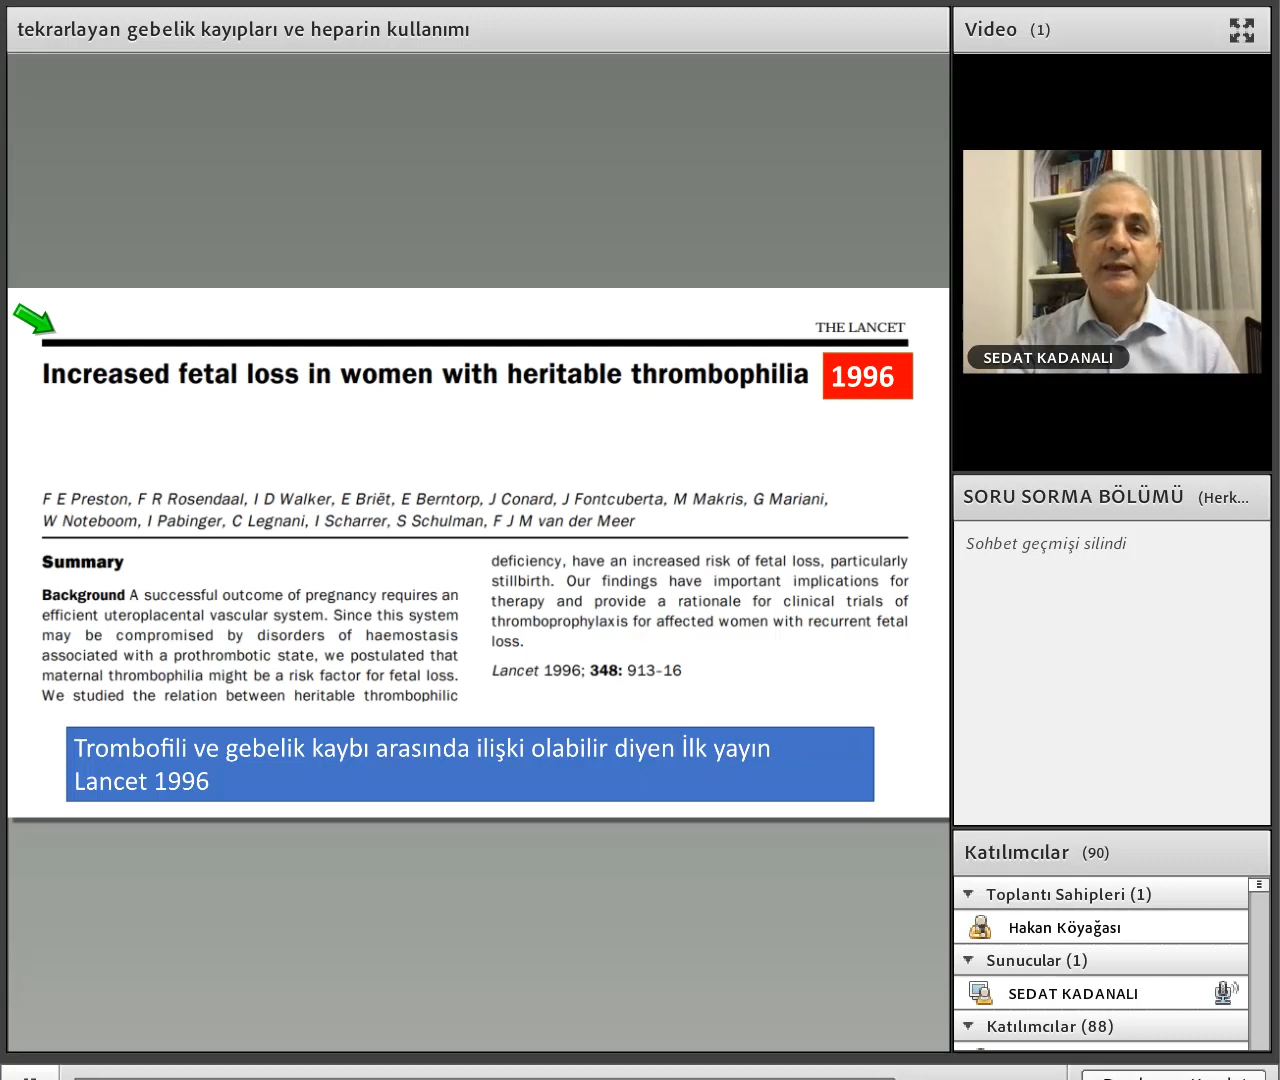 tekrarlayan gebelik kayıpları ve heparin kullanımı
THE LANCET
Increased fetal loss in women with heritable thrombophilia
1996
F E Preston, F R Rosendaal, I D Walker, E Briët, E Berntorp, J Conard, J Fontcuberta, M Makris, G Mariani,
W Noteboom, I Pabinger, C Legnani, I Scharrer, S Schulman, F J M van der Meer
Summary
Background A successful outcome of pregnancy requires an
efficient uteroplacental vascular system. Since this system
may be compromised by disorders of haemostasis
associated with a prothrombotic state, we postulated that
maternal thrombophilia might be a risk factor for fetal loss.
We studied the relation between heritable thrombophilic
deficiency, have an increased risk of fetal loss, particularly
stillbirth. Our findings have important implications for
therapy and provide a rationale for clinical trials of
thromboprophylaxis for affected women with recurrent fetal
loss.
Lancet 1996; 348: 913-16
Trombofili ve gebelik kaybı arasında ilişki olabilir diyen İlk yayın
Lancet 1996
Video (1)
SEDAT KADANALI
SORU SORMA BÖLÜMÜ (Herk...
Sohbet geçmişi silindi
Katılımcılar (90)
Toplantı Sahipleri (1)
Hakan Köyağası
Sunucular (1)
SEDAT KADANALI
Katılımcılar (88)